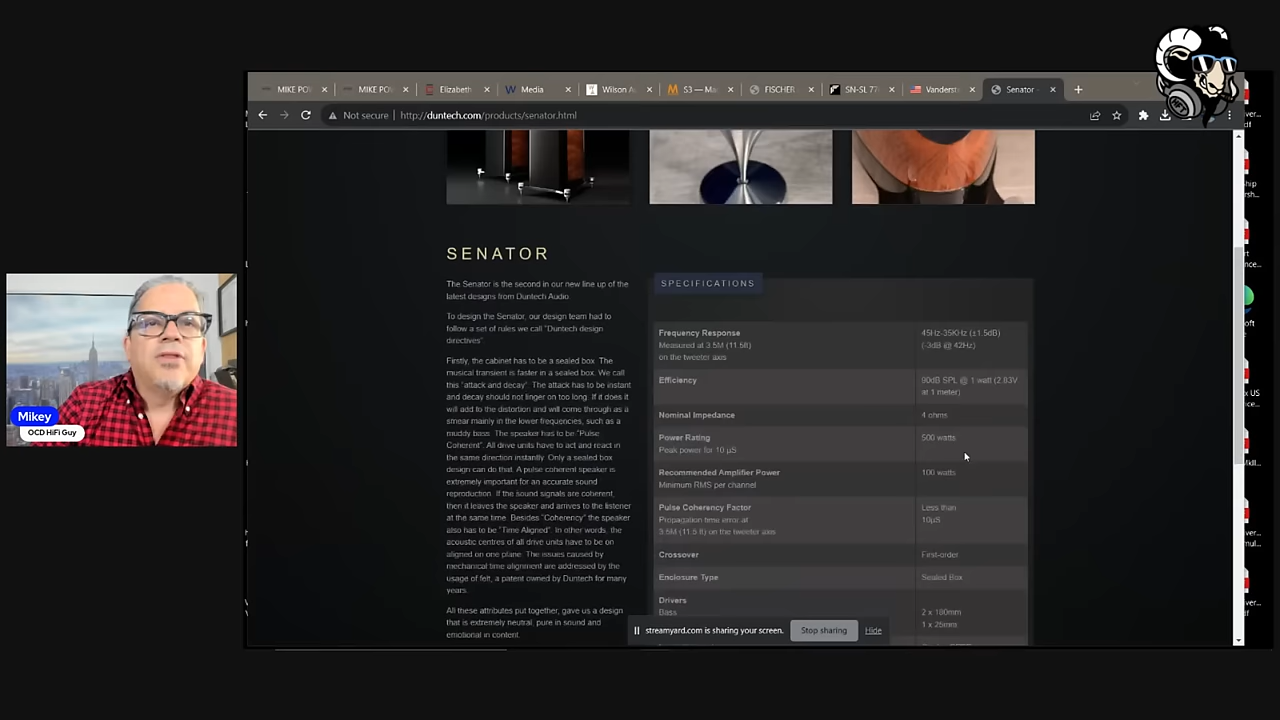 MIKE PO
MIKE PO
Elizabeth
Media
Wilson A
S3 — Ma
FISCHER
SN-SL 77
Vanderst
Senator
Not secure
http://duntech.com/products/senator.html
SENATOR
The Senator is the second in our new line up of the
latest designs from Duntech Audio.
To design the Senator, our design team had to
follow a set of rules we call "Duntech design
directives".
Firstly, the cabinet has to be a sealed box. The
musical transient is faster in a sealed box. We call
this "attack and decay". The attack has to be instant
and decay should not linger on too long. If it does it
will add to the distortion and will come through as a
smear mainly in the lower frequencies, such as a
muddy bass. The speaker has to be "Pulse
Coherent". All drive units have to act and react in
the same direction instantly. Only a sealed box
design can do that. A pulse coherent speaker is
extremely important for an accurate sound
reproduction. If the sound signals are coherent,
then it leaves the speaker and arrives to the listener
at the same time. Besides "Coherency" the speaker
also has to be "Time Aligned". In other words, the
acoustic centres of all drive units have to be on
aligned on one plane. The issues caused by
mechanical time alignment are addressed by the
usage of felt, a patent owned by Duntech for many
years.
All these attributes put together, gave us a design
that is extremely neutral, pure in sound and
emotional in content.
SPECIFICATIONS
Frequency Response 45Hz-35KHz (±1.5dB)
Measured at 3.5M (11.5ft) (-3dB @ 42Hz)
on the tweeter axis
Efficiency 90dB SPL @ 1 watt (2.83V
at 1 meter)
Nominal Impedance 4 ohms
Power Rating 500 watts
Peak power for 10 µS
Recommended Amplifier Power 100 watts
Minimum RMS per channel
Pulse Coherency Factor Less than
Propagation time error at 10µS
3.5M (11.5 ft) on the tweeter axis
Crossover First-order
Enclosure Type Sealed Box
Drivers
Bass 2 x 180mm
1 x 25mm
streamyard.com is sharing your screen.
Stop sharing
Hide
Mikey
OCD HiFi Guy